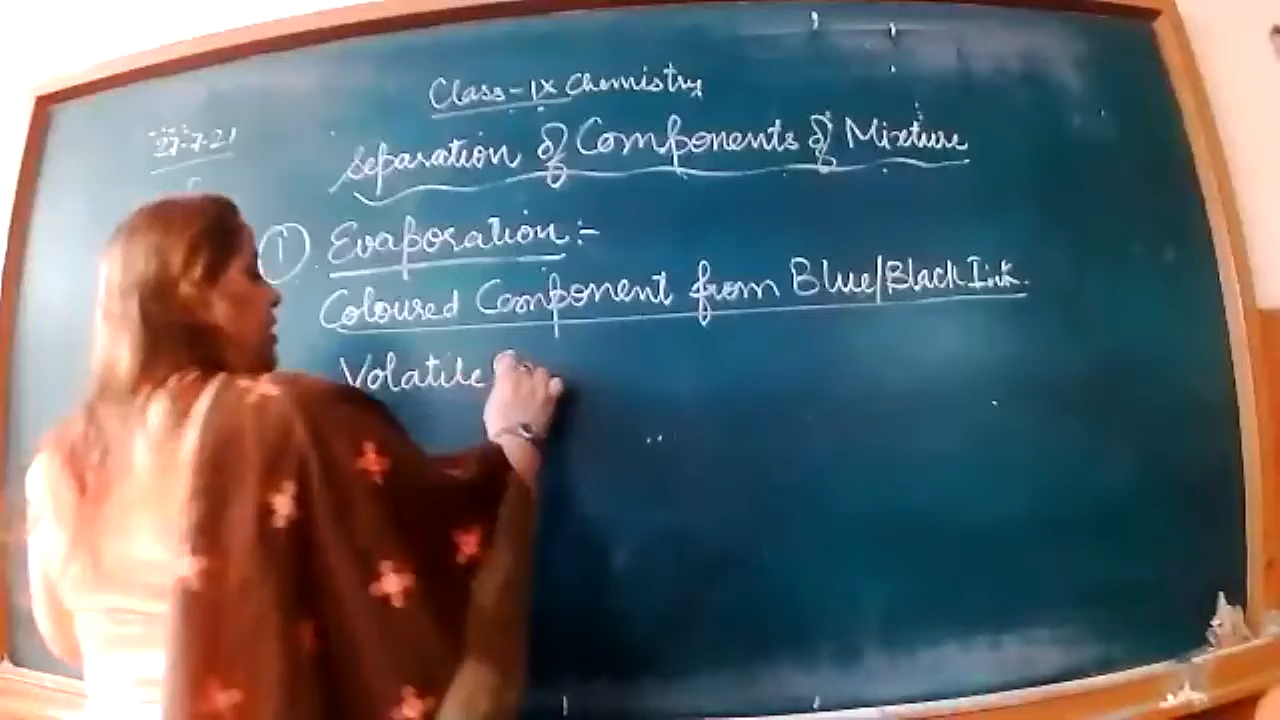 Class-IX Chemistry
27-7-21
Separation of Components of Mixture
① Evaporation :-
Coloured Component from Blue/Black Ink.
Volatile